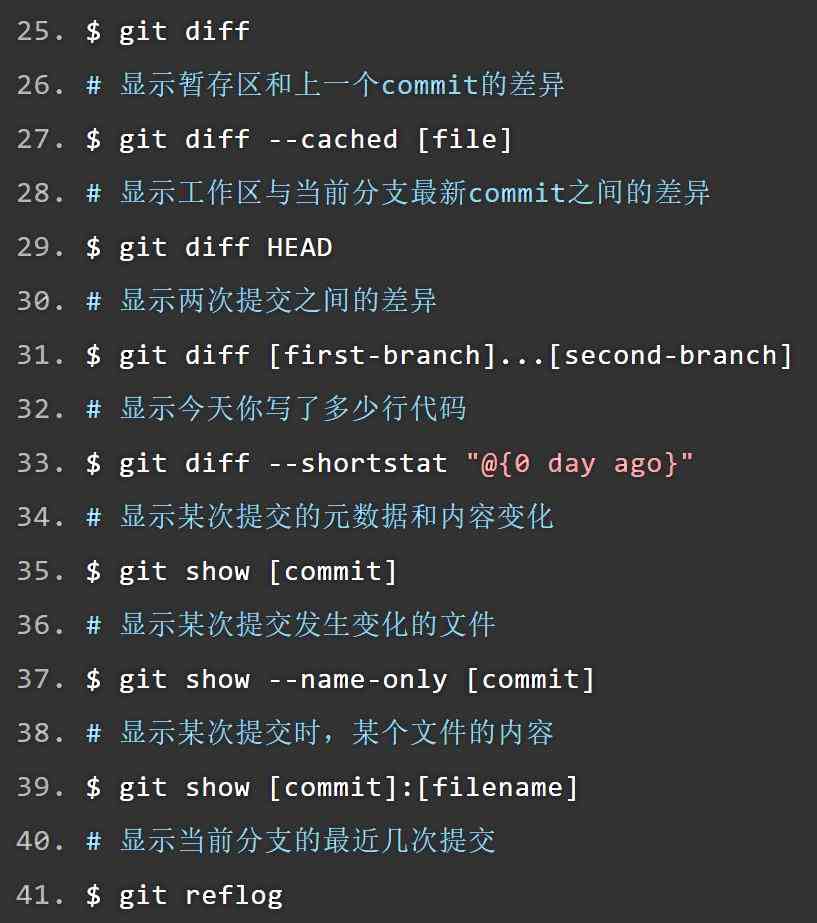 25. $ git diff
26. # 显示暂存区和上一个commit的差异
27. $ git diff --cached [file]
28. # 显示工作区与当前分支最新commit之间的差异
29. $ git diff HEAD
30. # 显示两次提交之间的差异
31. $ git diff [first-branch]...[second-branch]
32. # 显示今天你写了多少行代码
33. $ git diff --shortstat "@{0 day ago}"
34. # 显示某次提交的元数据和内容变化
35. $ git show [commit]
36. # 显示某次提交发生变化的文件
37. $ git show --name-only [commit]
38. # 显示某次提交时，某个文件的内容
39. $ git show [commit]:[filename]
40. # 显示当前分支的最近几次提交
41. $ git reflog